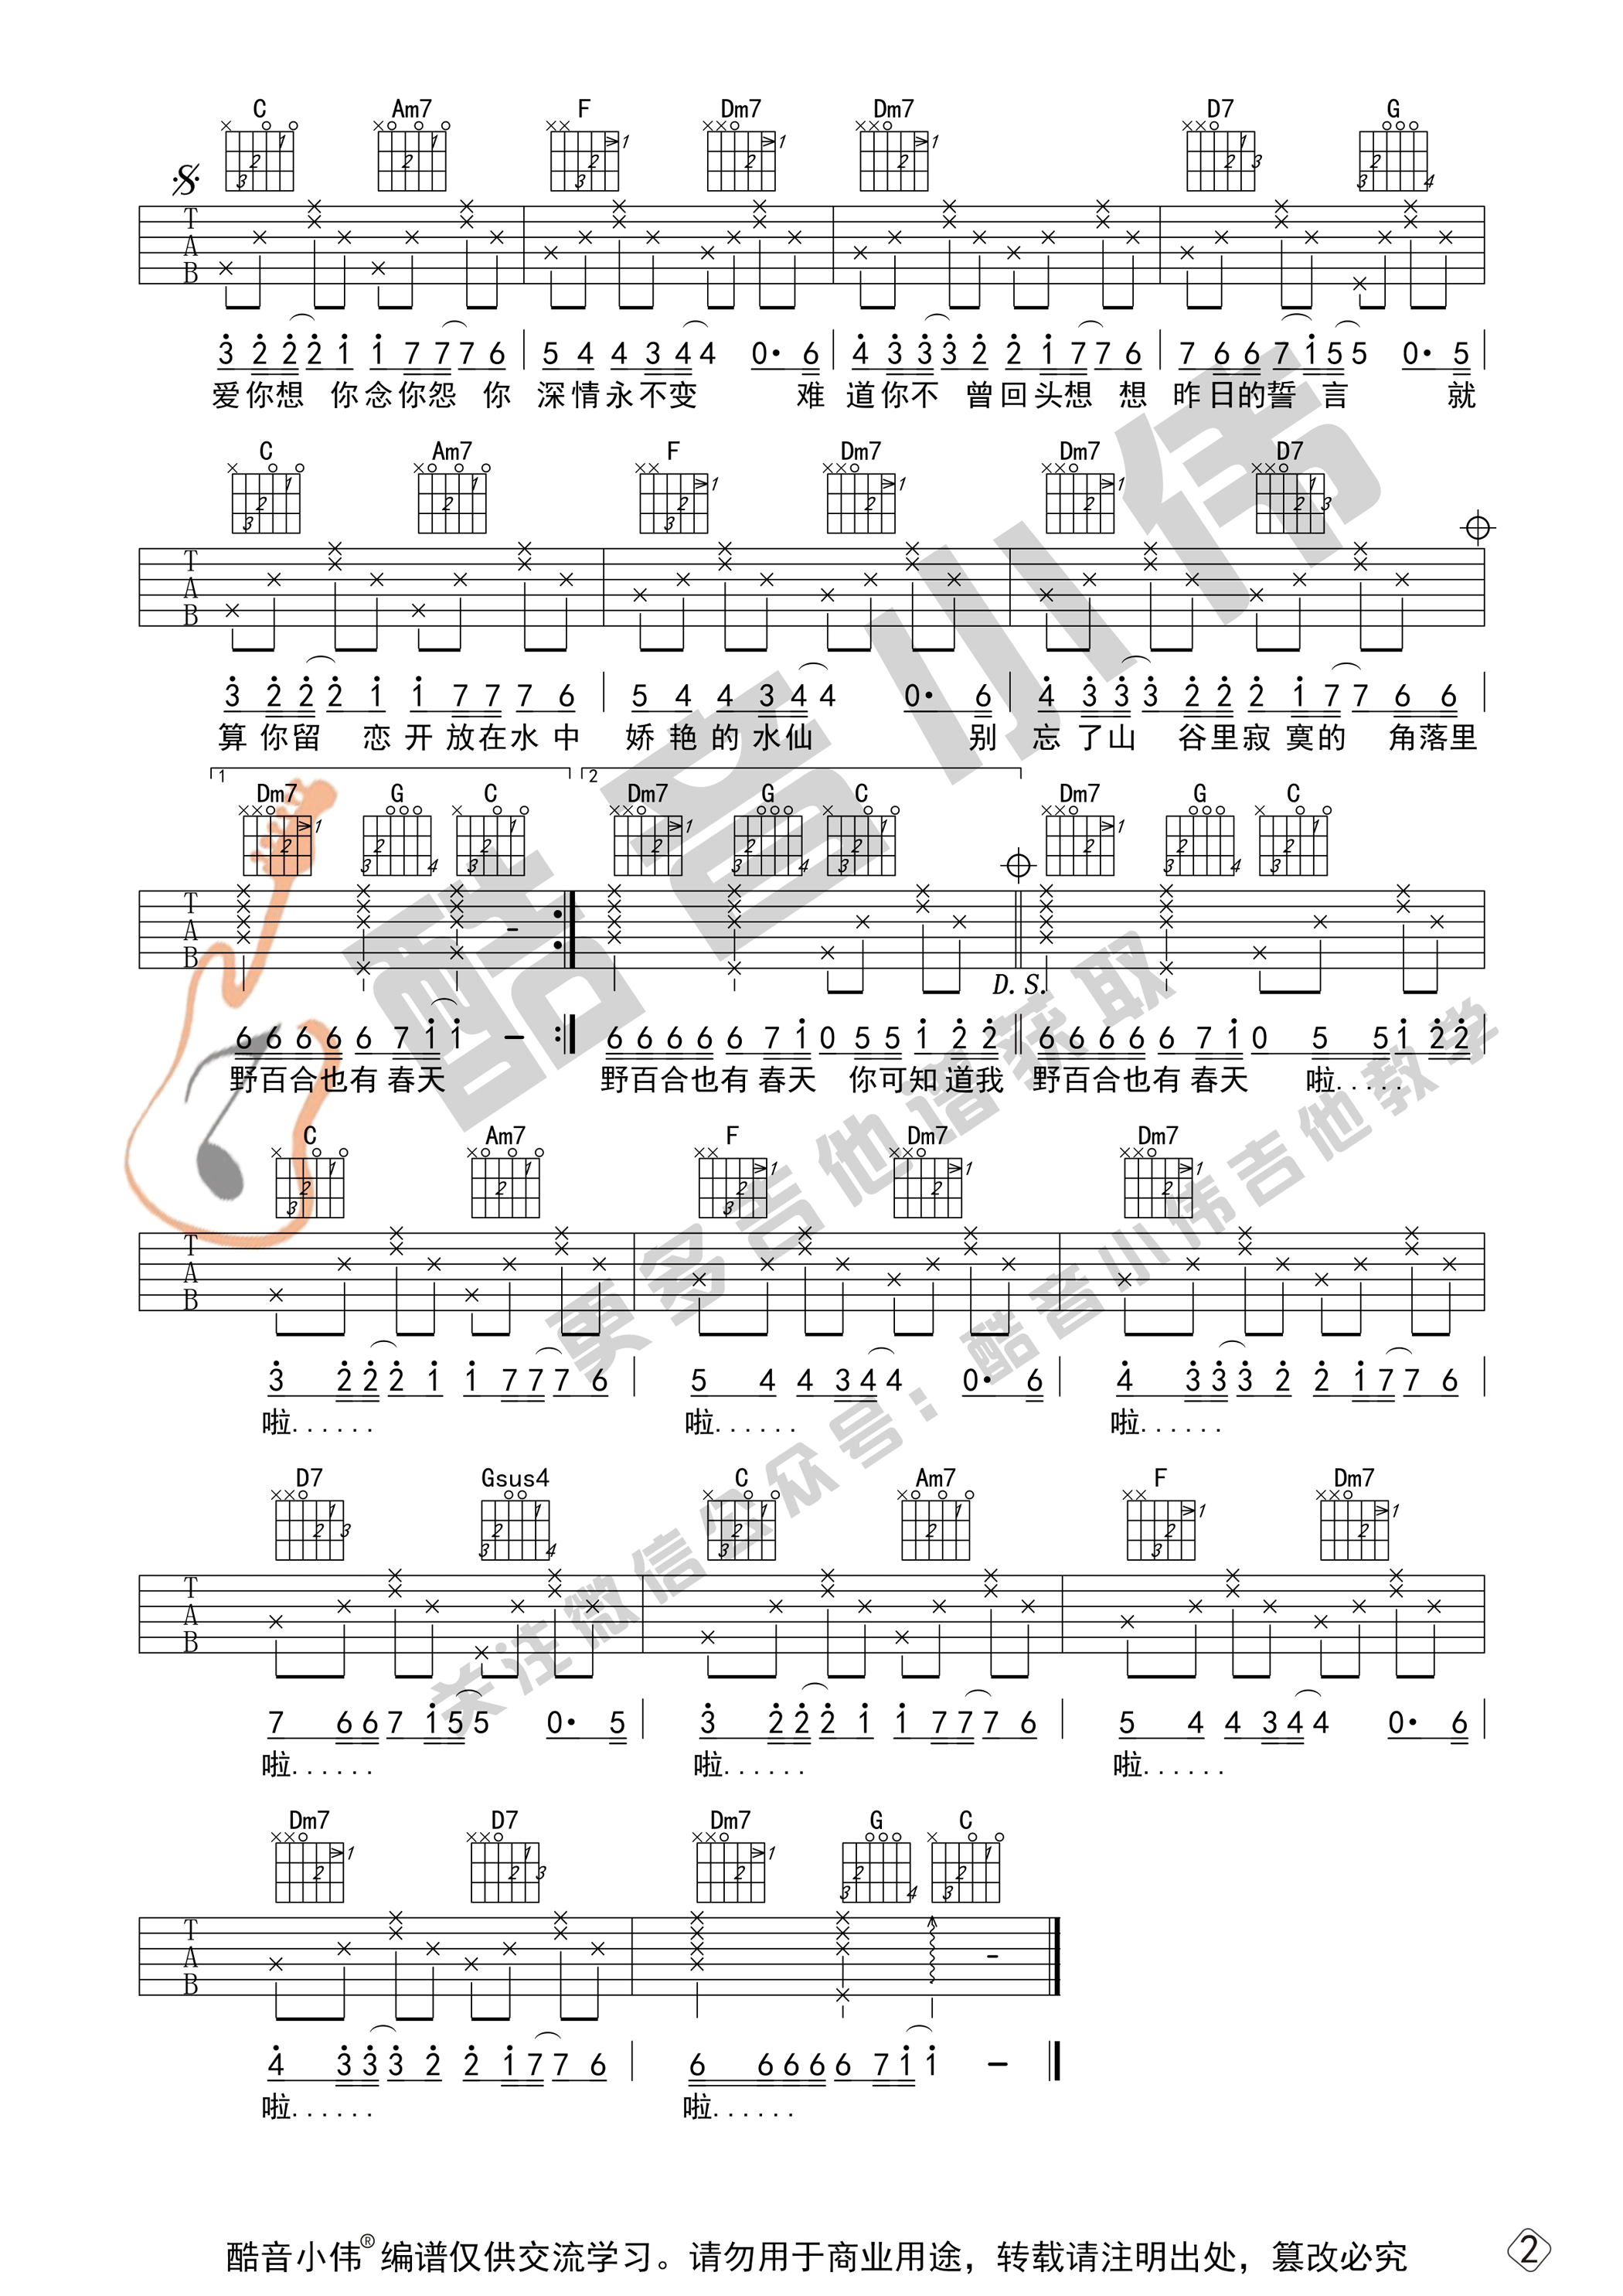 C Am7 F Dm7 Dm7 D7 G
T A B
3 2 2 2 1 1 7 7 7 6 | 5 4 4 3 4 4 0· 6 | 4 3 3 3 2 2 1 7 7 6 | 7 6 6 7 1 5 5 0· 5 |
爱你想 你念你怨 你 深情永不变 难 道你不 曾回头想 想 昨日的誓 言 就
C Am7 F Dm7 Dm7 D7
T A B
3 2 2 2 1 1 7 7 7 6 | 5 4 4 3 4 4 0· 6 | 4 3 3 3 2 2 2 1 7 7 6 6 |
算 你留 恋 开 放在水 中 娇 艳 的 水仙 别 忘 了山 谷里寂 寞的 角落里
1 2
Dm7 G C Dm7 G C Dm7 G C
T A B
D. S.
6 6 6 6 6 7 1 1 - :‖ 6 6 6 6 6 7 1 0 5 5 1 2 2 ‖ 6 6 6 6 6 7 1 0 5 5 1 2 2 |
野百合也有 春天 野百合也有 春天 你可知道我 野百合也有 春天 啦.....
C Am7 F Dm7 Dm7
T A B
3 2 2 2 1 1 7 7 7 6 | 5 4 4 3 4 4 0· 6 | 4 3 3 3 2 2 1 7 7 6 |
啦...... 啦...... 啦......
D7 Gsus4 C Am7 F Dm7
T A B
7 6 6 7 1 5 5 0· 5 | 3 2 2 2 1 1 7 7 7 6 | 5 4 4 3 4 4 0· 6 |
啦...... 啦...... 啦......
Dm7 D7 Dm7 G C
T A B
4 3 3 3 2 2 1 7 7 6 | 6 6 6 6 6 7 1 1 - ‖
啦...... 啦......
酷音小伟
更多吉他谱获取
关注微信公众号：酷音小伟吉他教学
酷音小伟® 编谱仅供交流学习。请勿用于商业用途，转载请注明出处，篡改必究
2